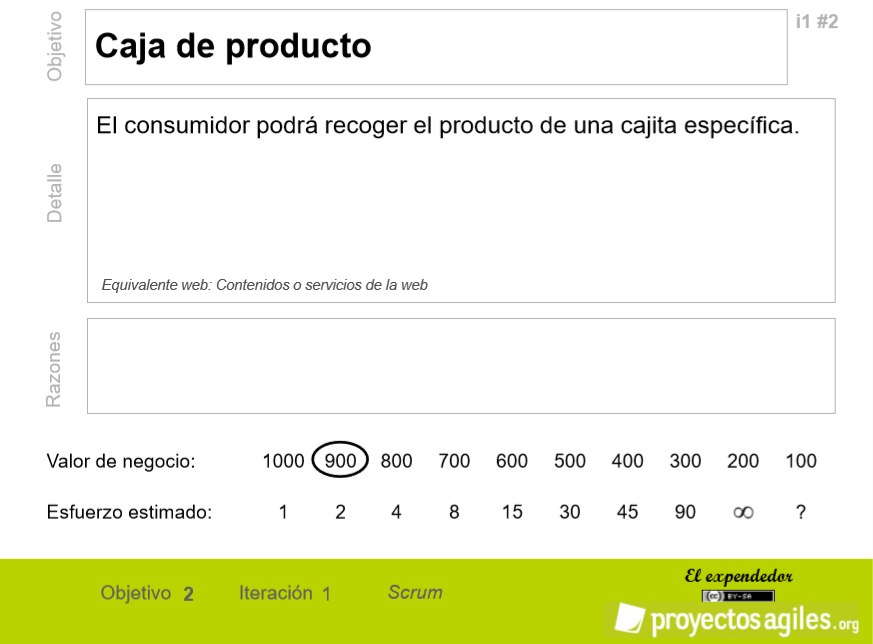 Objetivo
Caja de producto
i1 #2
Detalle
El consumidor podrá recoger el producto de una cajita específica.
Equivalente web: Contenidos o servicios de la web
Razones
Valor de negocio: 1000 900 800 700 600 500 400 300 200 100
Esfuerzo estimado: 1 2 4 8 15 30 45 90 ∞ ?
Objetivo 2 Iteración 1 Scrum
El expendedor
(cc) BY-SA
proyectosagiles.org